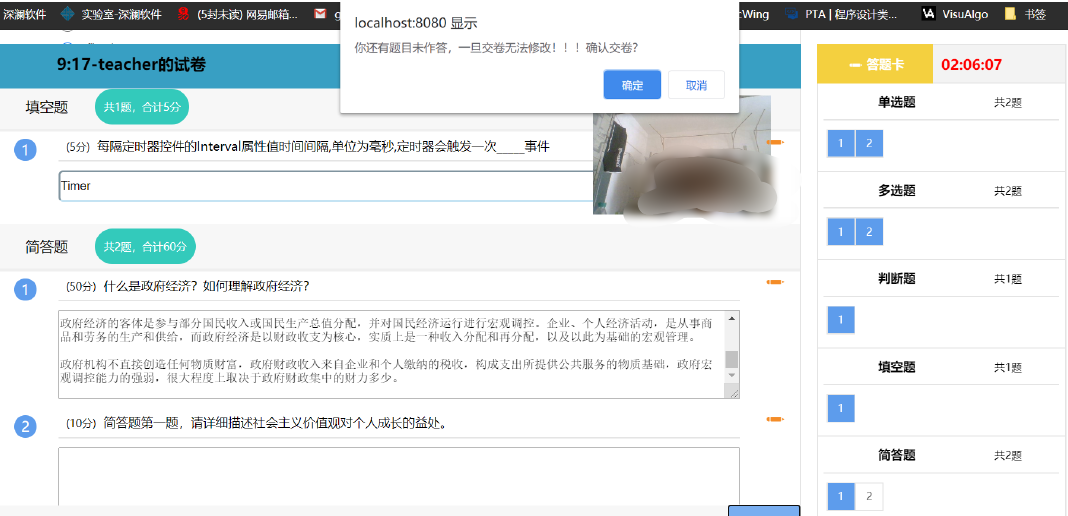 深澜软件 实验室-深澜软件 (5封未读) 网易邮箱... cWing PTA | 程序设计类... VisuAlgo 书签
localhost:8080 显示
你还有题目未作答，一旦交卷无法修改！！！确认交卷?
确定 取消
9:17-teacher的试卷
填空题 共1题，合计5分
1 (5分) 每隔定时器控件的Interval属性值时间间隔,单位为毫秒,定时器会触发一次____事件
Timer
简答题 共2题，合计60分
1 (50分) 什么是政府经济？如何理解政府经济?
政府经济的客体是参与部分国民收入或国民生产总值分配，并对国民经济运行进行宏观调控。企业、个人经济活动，是从事商
品和劳务的生产和供给，而政府经济是以财政收支为核心，实质上是一种收入分配和再分配，以及以此为基础的宏观管理。
政府机构不直接创造任何物质财富，政府财政收入来自企业和个人缴纳的税收，构成支出所提供公共服务的物质基础，政府宏
观调控能力的强弱，很大程度上取决于政府财政集中的财力多少。
2 (10分) 简答题第一题，请详细描述社会主义价值观对个人成长的益处。
答题卡 02:06:07
单选题 共2题
1 2
多选题 共2题
1 2
判断题 共1题
1
填空题 共1题
1
简答题 共2题
1 2